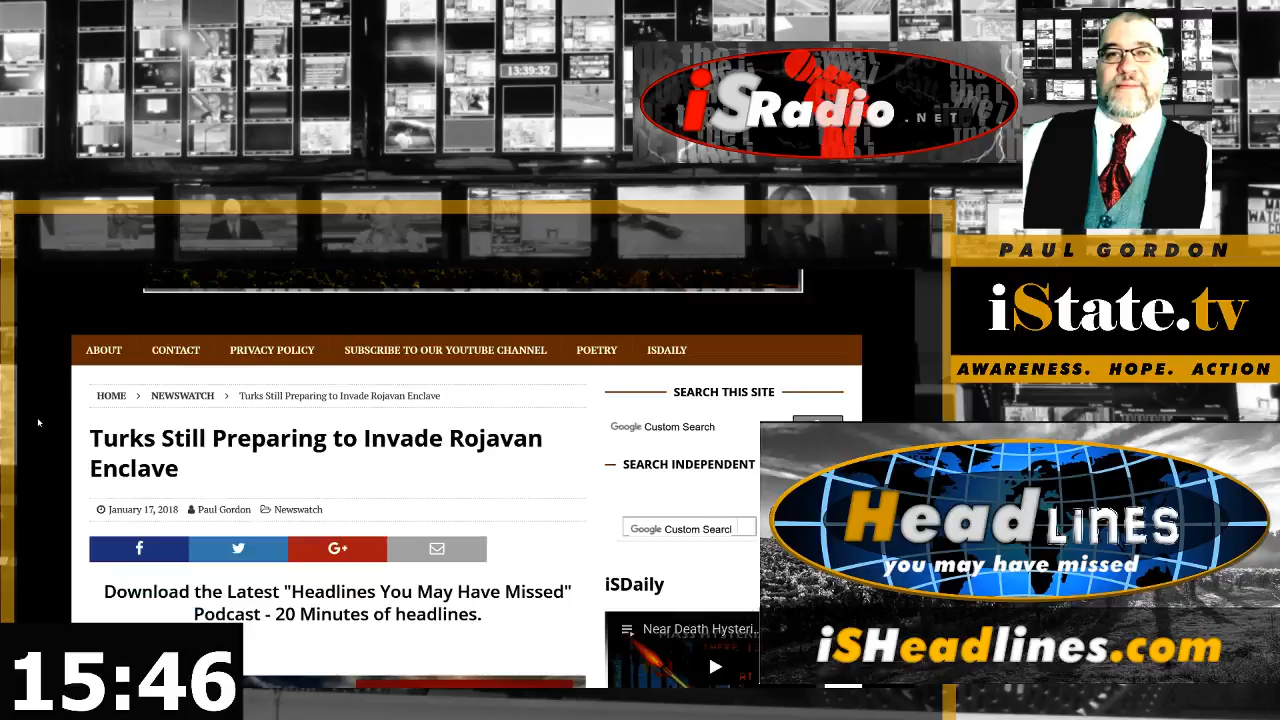 13:39:32
iSRadio
.NET
PAUL GORDON
iState.tv
AWARENESS. HOPE. ACTION
ABOUT CONTACT PRIVACY POLICY SUBSCRIBE TO OUR YOUTUBE CHANNEL POETRY ISDAILY
HOME > NEWSWATCH > Turks Still Preparing to Invade Rojavan Enclave
Turks Still Preparing to Invade Rojavan
Enclave
January 17, 2018 Paul Gordon Newswatch
f G+
Download the Latest "Headlines You May Have Missed"
Podcast - 20 Minutes of headlines.
SEARCH THIS SITE
Google Custom Search
SEARCH INDEPENDENT
Google Custom Search
iSDaily
Near Death Hysteri...
Head LINES
you may have missed
iSHeadlines.com
15:46